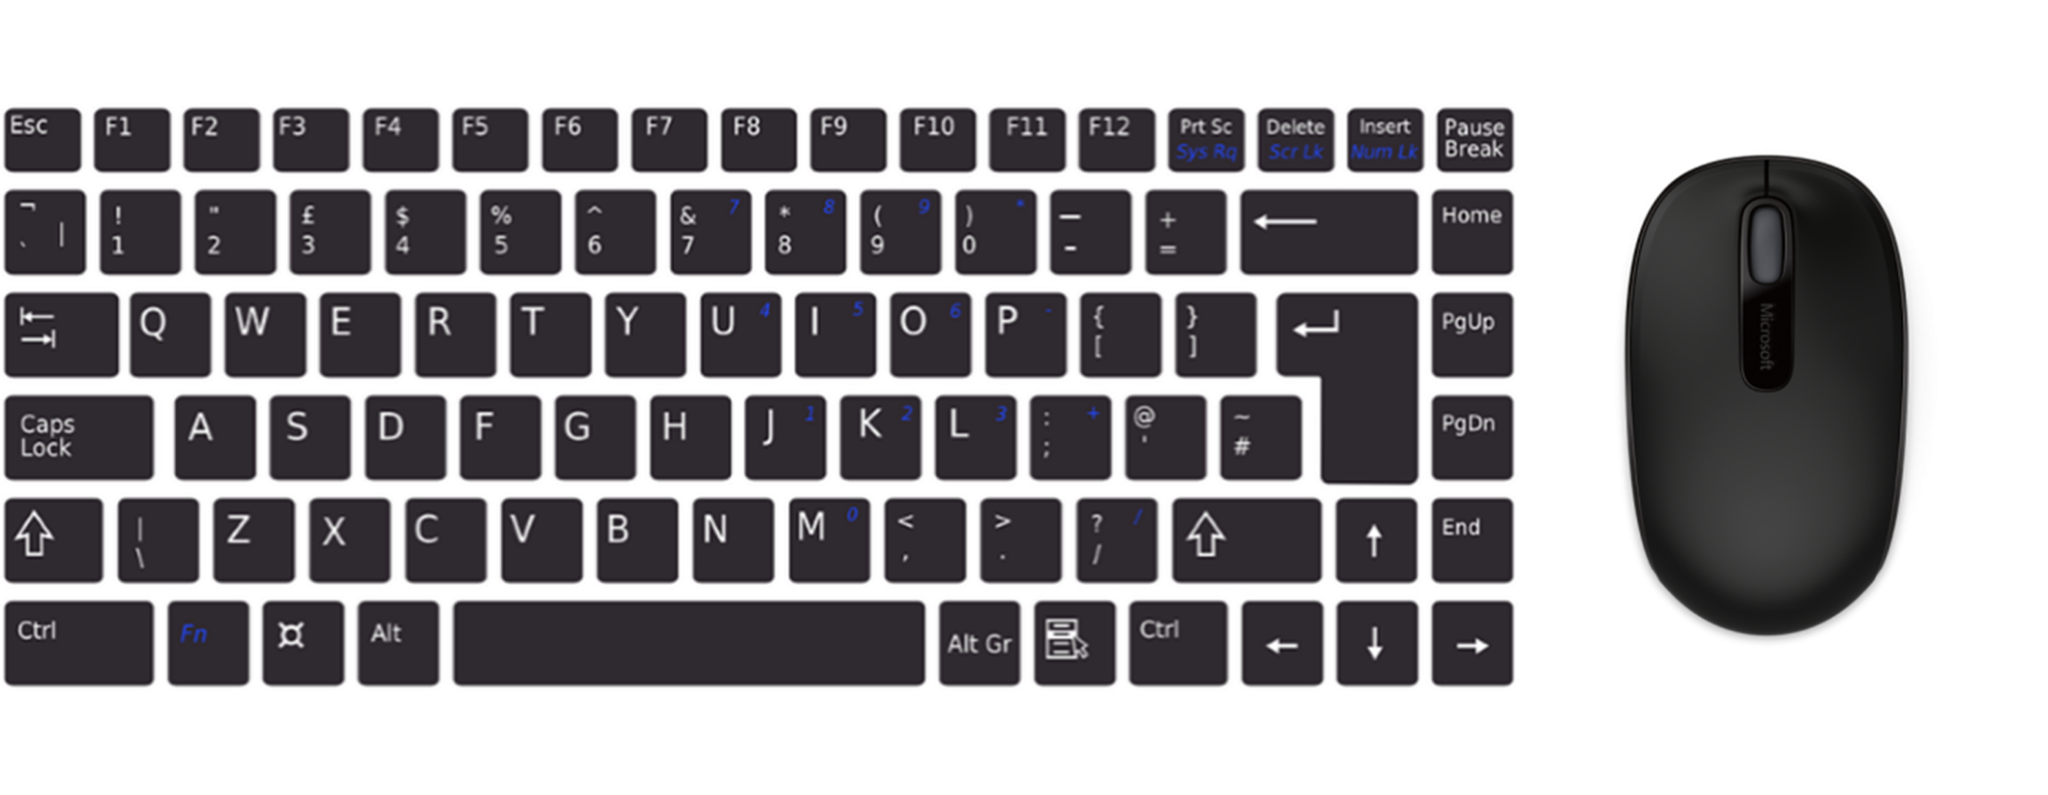 Esc F1 F2 F3 F4 F5 F6 F7 F8 F9 F10 F11 F12 Prt Sc Delete Insert Pause
Sys Rq Scr Lk Num Lk Break
¬ ! " £ $ % ^ & 7 * 8 ( 9 ) * _ + Home
` | 1 2 3 4 5 6 7 8 9 0 - =
Q W E R T Y U 4 I 5 O 6 P - { } PgUp
[ ]
Caps A S D F G H J 1 K 2 L 3 : + @ ~ PgDn
Lock ; ' #
| Z X C V B N M 0 < > ? / End
\ , . /
Ctrl Fn Alt Alt Gr Ctrl
Microsoft